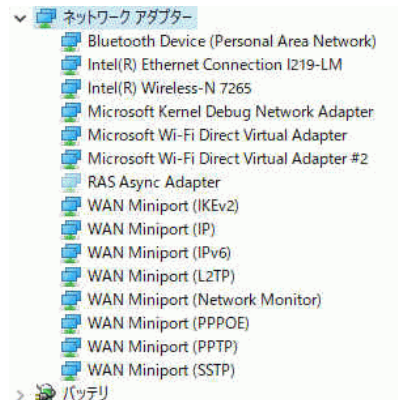 ネットワーク アダプター
Bluetooth Device (Personal Area Network)
Intel(R) Ethernet Connection I219-LM
Intel(R) Wireless-N 7265
Microsoft Kernel Debug Network Adapter
Microsoft Wi-Fi Direct Virtual Adapter
Microsoft Wi-Fi Direct Virtual Adapter #2
RAS Async Adapter
WAN Miniport (IKEv2)
WAN Miniport (IP)
WAN Miniport (IPv6)
WAN Miniport (L2TP)
WAN Miniport (Network Monitor)
WAN Miniport (PPPOE)
WAN Miniport (PPTP)
WAN Miniport (SSTP)
バッテリ